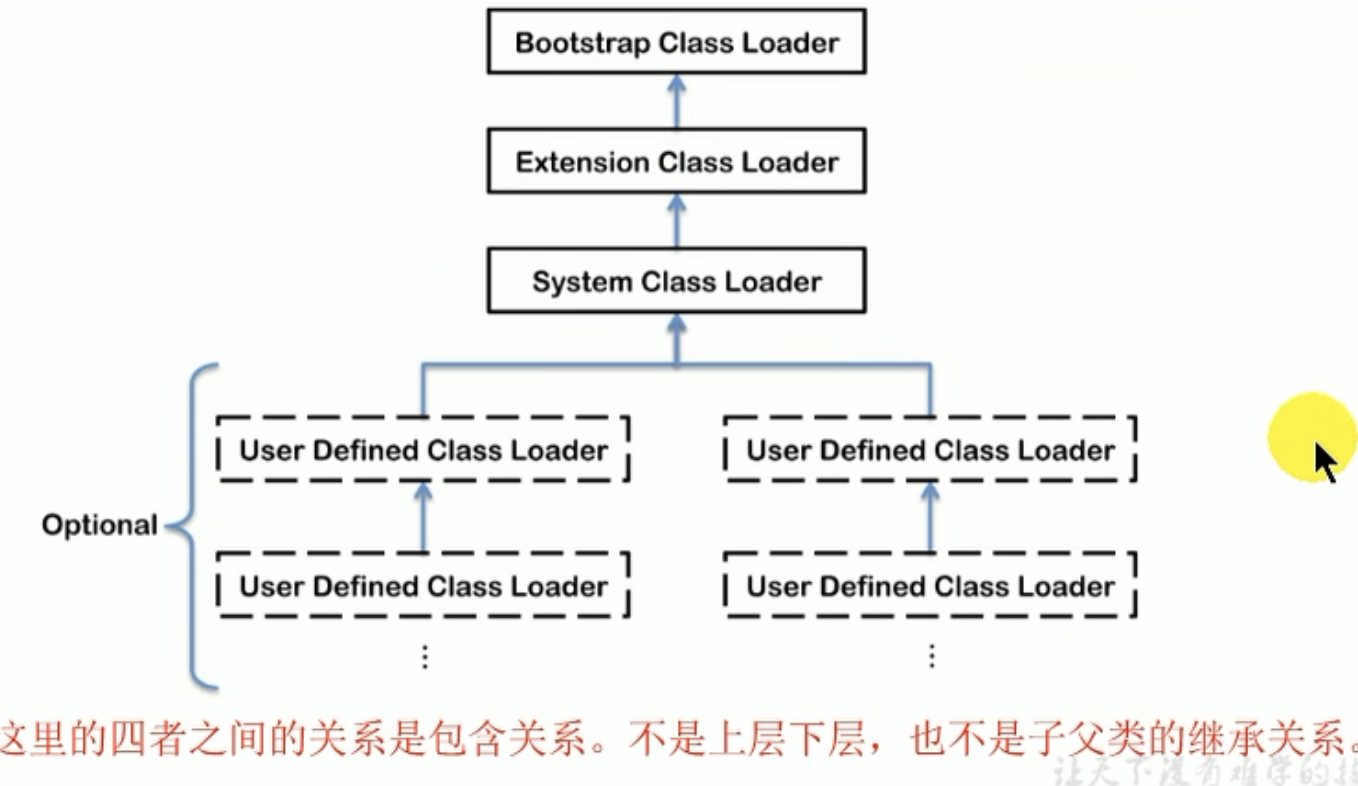 Bootstrap Class Loader
Extension Class Loader
System Class Loader
User Defined Class Loader User Defined Class Loader
Optional
User Defined Class Loader User Defined Class Loader
⋮ ⋮
这里的四者之间的关系是包含关系。不是上层下层，也不是子父类的继承关系。
让天下没有难学的技